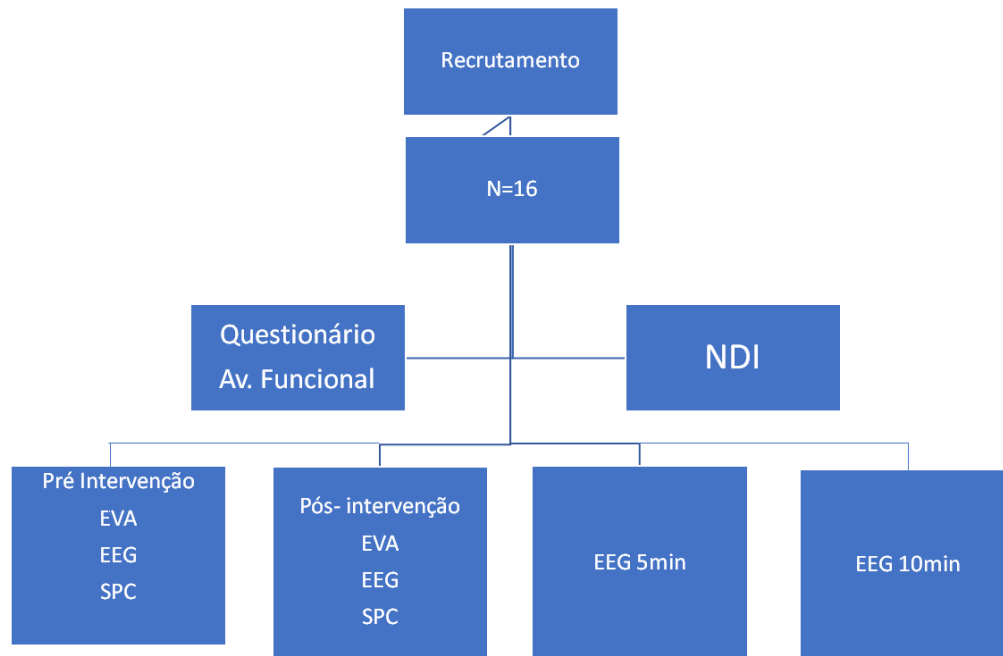 Recrutamento
N=16
Questionário
Av. Funcional
NDI
Pré Intervenção
EVA
EEG
SPC
Pós- intervenção
EVA
EEG
SPC
EEG 5min
EEG 10min